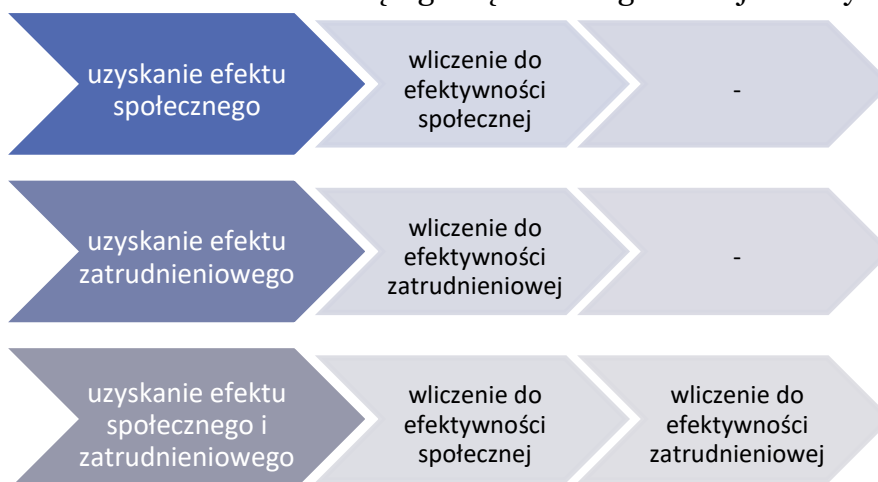 uzyskanie efektu
społecznego
wliczenie do
efektywności
społecznej
-
uzyskanie efektu
zatrudnieniowego
wliczenie do
efektywności
zatrudnieniowej
-
uzyskanie efektu
społecznego i
zatrudnieniowego
wliczenie do
efektywności
społecznej
wliczenie do
efektywności
zatrudnieniowej